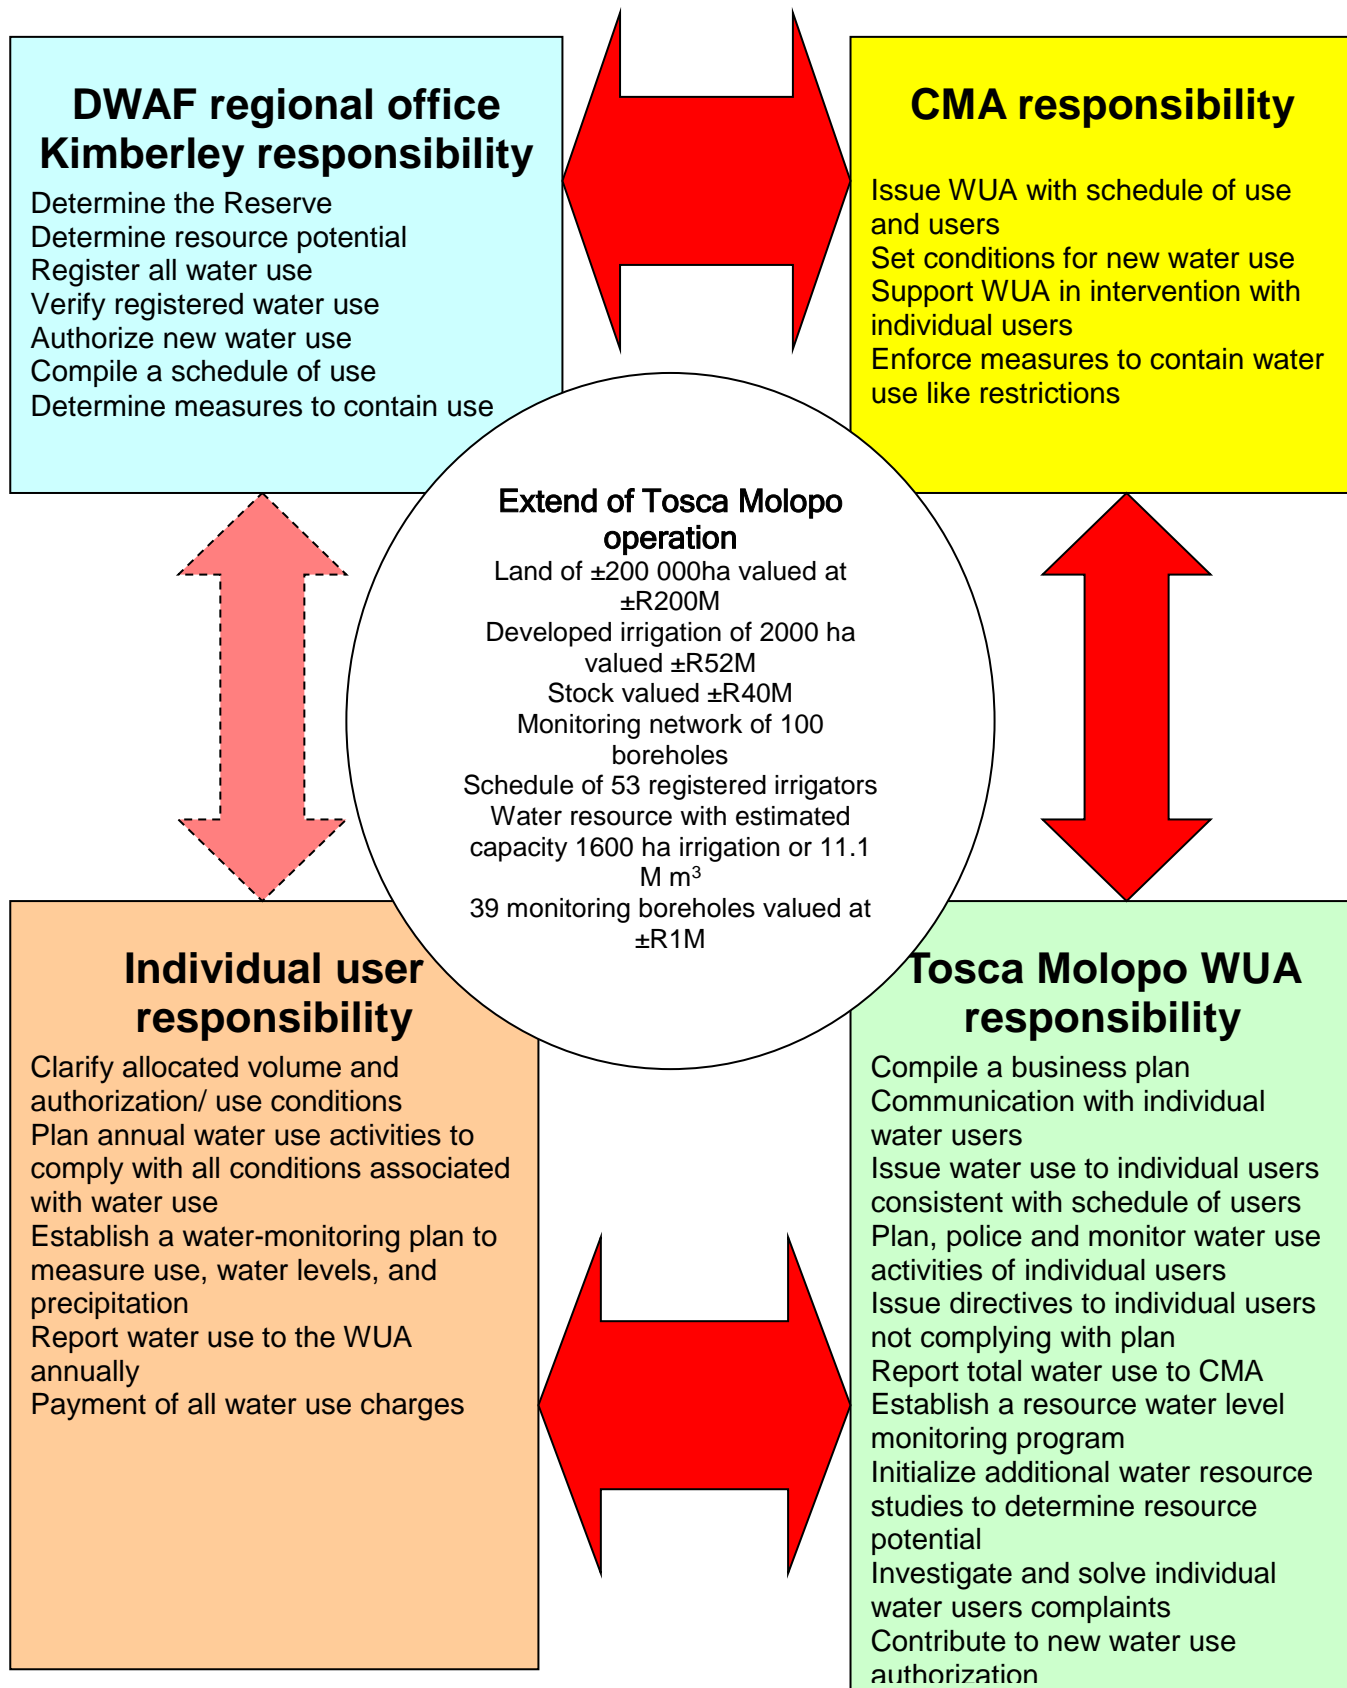 DWAF regional office
Kimberley responsibility
Determine the Reserve
Determine resource potential
Register all water use
Verify registered water use
Authorize new water use
Compile a schedule of use
Determine measures to contain use
CMA responsibility
Issue WUA with schedule of use
and users
Set conditions for new water use
Support WUA in intervention with
individual users
Enforce measures to contain water
use like restrictions
Extend of Tosca Molopo
operation
Land of ±200 000ha valued at
±R200M
Developed irrigation of 2000 ha
valued ±R52M
Stock valued ±R40M
Monitoring network of 100
boreholes
Schedule of 53 registered irrigators
Water resource with estimated
capacity 1600 ha irrigation or 11.1
M m³
39 monitoring boreholes valued at
±R1M
Individual user
responsibility
Clarify allocated volume and
authorization/ use conditions
Plan annual water use activities to
comply with all conditions associated
with water use
Establish a water-monitoring plan to
measure use, water levels, and
precipitation
Report water use to the WUA
annually
Payment of all water use charges
Tosca Molopo WUA
responsibility
Compile a business plan
Communication with individual
water users
Issue water use to individual users
consistent with schedule of users
Plan, police and monitor water use
activities of individual users
Issue directives to individual users
not complying with plan
Report total water use to CMA
Establish a resource water level
monitoring program
Initialize additional water resource
studies to determine resource
potential
Investigate and solve individual
water users complaints
Contribute to new water use
authorization